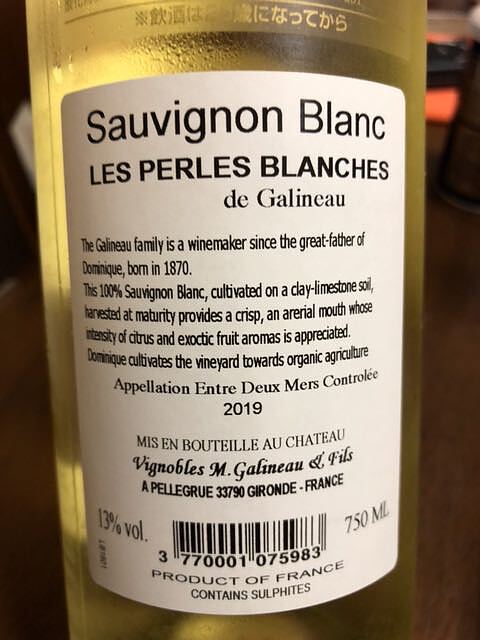 ※飲酒は 歳になってから
Sauvignon Blanc
LES PERLES BLANCHES
de Galineau
The Galineau family is a winemaker since the great-father of
Dominique, born in 1870.
This 100% Sauvignon Blanc, cultivated on a clay-limestone soil,
harvested at maturity provides a crisp, an arerial mouth whose
intensity of citrus and exoctic fruit aromas is appreciated.
Dominique cultivates the vineyard towards organic agriculture
Appellation Entre Deux Mers Controlée
2019
MIS EN BOUTEILLE AU CHATEAU
Vignobles M. Galineau & Fils
A PELLEGRUE 33790 GIRONDE - FRANCE
13% vol.
750 ML
3 770001 075983
PRODUCT OF FRANCE
CONTAINS SULPHITES